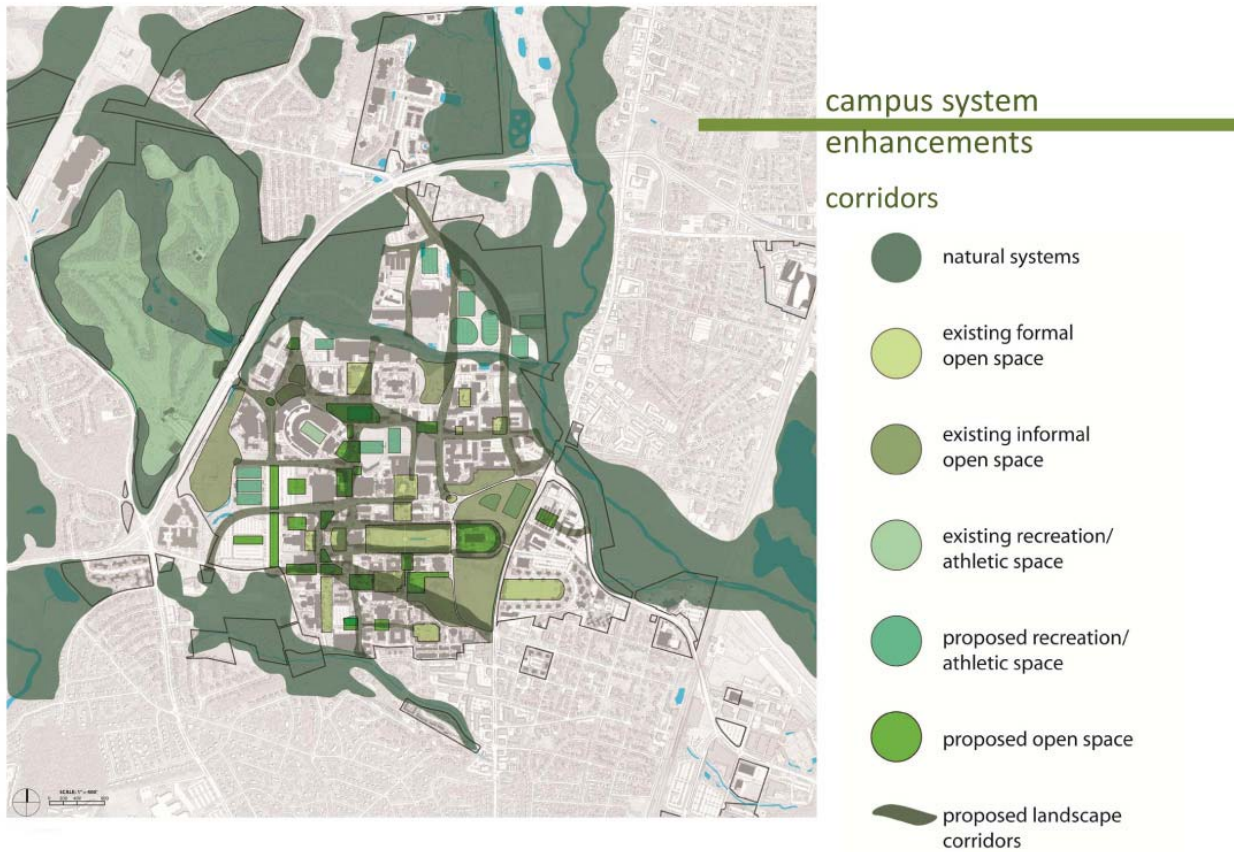 campus system
enhancements
corridors
natural systems
existing formal
open space
existing informal
open space
existing recreation/
athletic space
proposed recreation/
athletic space
proposed open space
proposed landscape
corridors